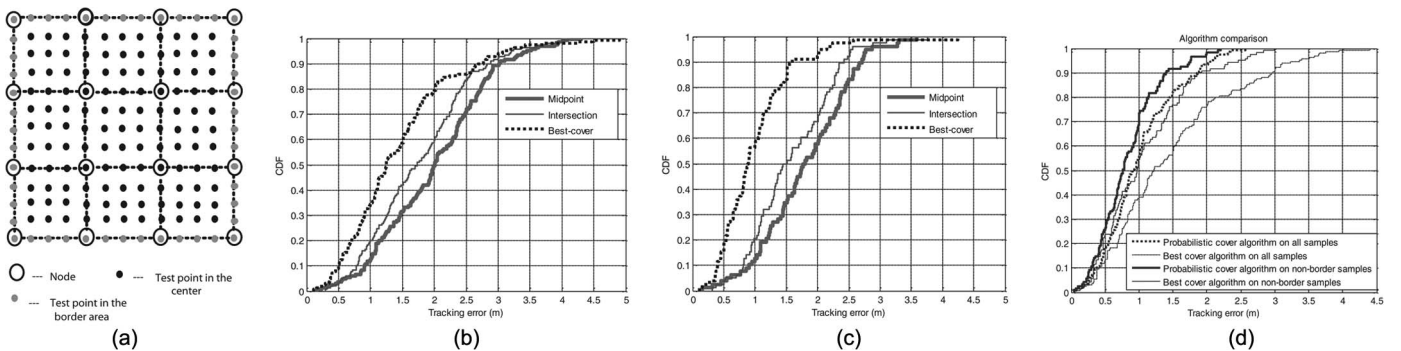 --- Node
--- Test point in the
center
--- Test point in the
border area
(a)
1
0.9
0.8
0.7
0.6
0.5
0.4
0.3
0.2
0.1
0
CDF
Midpoint
Intersection
Best-cover
0 0.5 1 1.5 2 2.5 3 3.5 4 4.5 5
Tracking error (m)
(b)
1
0.9
0.8
0.7
0.6
0.5
0.4
0.3
0.2
0.1
0
CDF
Midpoint
Intersection
Best-cover
0 0.5 1 1.5 2 2.5 3 3.5 4 4.5
Tracking error (m)
(c)
Algorithm comparison
1
0.9
0.8
0.7
0.6
0.5
0.4
0.3
0.2
0.1
0
CDF
Probabilistic cover algorithm on all samples
Best cover algorithm on all samples
Probabilistic cover algorithm on non-border samples
Best cover algorithm on non-border samples
0 0.5 1 1.5 2 2.5 3 3.5 4 4.5
Tracking error (m)
(d)